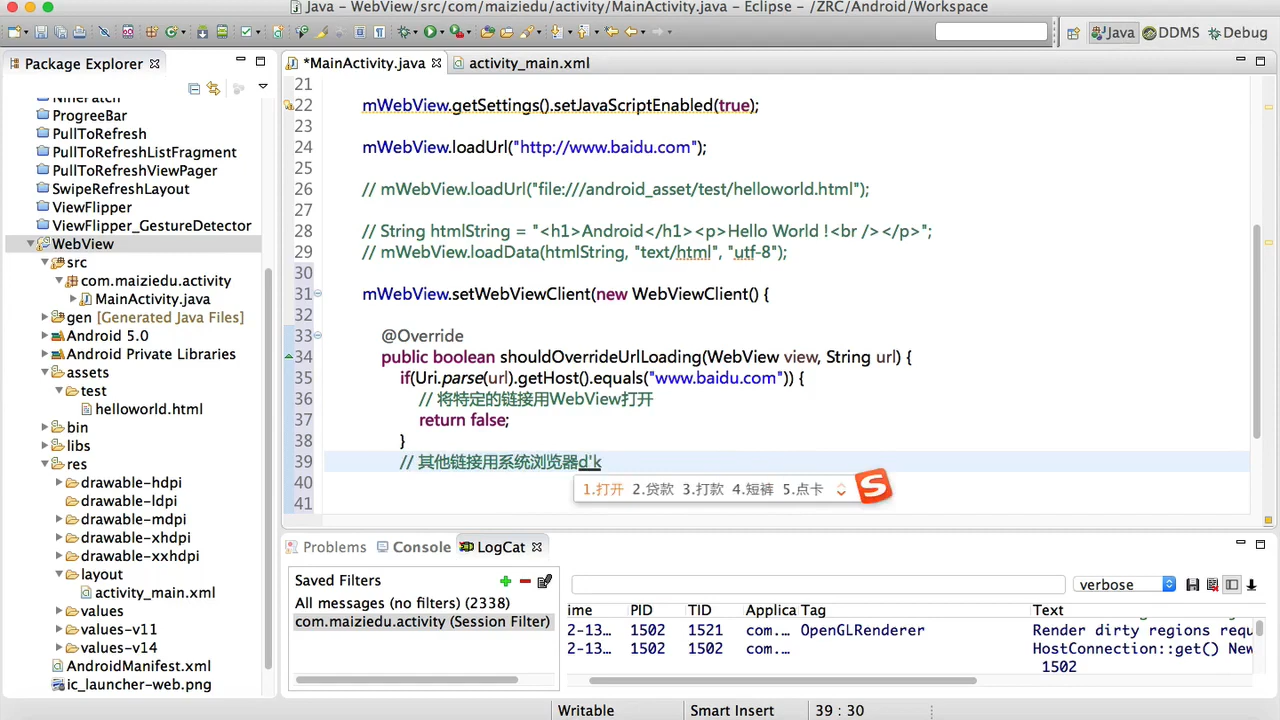 Java - WebView/src/com/maiziedu/activity/MainActivity.java - Eclipse - /ZRC/Android/Workspace
Java
DDMS
Debug
Package Explorer
*MainActivity.java
activity_main.xml
ProgreeBar
PullToRefresh
PullToRefreshListFragment
PullToRefreshViewPager
SwipeRefreshLayout
ViewFlipper
ViewFlipper_GestureDetector
WebView
src
com.maiziedu.activity
MainActivity.java
gen [Generated Java Files]
Android 5.0
Android Private Libraries
assets
test
helloworld.html
bin
libs
res
drawable-hdpi
drawable-ldpi
drawable-mdpi
drawable-xhdpi
drawable-xxhdpi
layout
activity_main.xml
values
values-v11
values-v14
AndroidManifest.xml
ic_launcher-web.png
21
22 mWebView.getSettings().setJavaScriptEnabled(true);
23
24 mWebView.loadUrl("http://www.baidu.com");
25
26 // mWebView.loadUrl("file:///android_asset/test/helloworld.html");
27
28 // String htmlString = "<h1>Android</h1><p>Hello World !<br /></p>";
29 // mWebView.loadData(htmlString, "text/html", "utf-8");
30
31 mWebView.setWebViewClient(new WebViewClient() {
32
33 @Override
34 public boolean shouldOverrideUrlLoading(WebView view, String url) {
35 if(Uri.parse(url).getHost().equals("www.baidu.com")) {
36 // 将特定的链接用WebView打开
37 return false;
38 }
39 // 其他链接用系统浏览器d'k
40
41
1.打开 2.贷款 3.打款 4.短裤 5.点卡
S
Problems
Console
LogCat
Saved Filters
All messages (no filters) (2338)
com.maiziedu.activity (Session Filter)
verbose
ime PID TID Applica Tag Text
2-13... 1502 1521 com.... OpenGLRenderer Render dirty regions requ
2-13... 1502 1502 com.... HostConnection::get() New
1502
Writable
Smart Insert
39 : 30